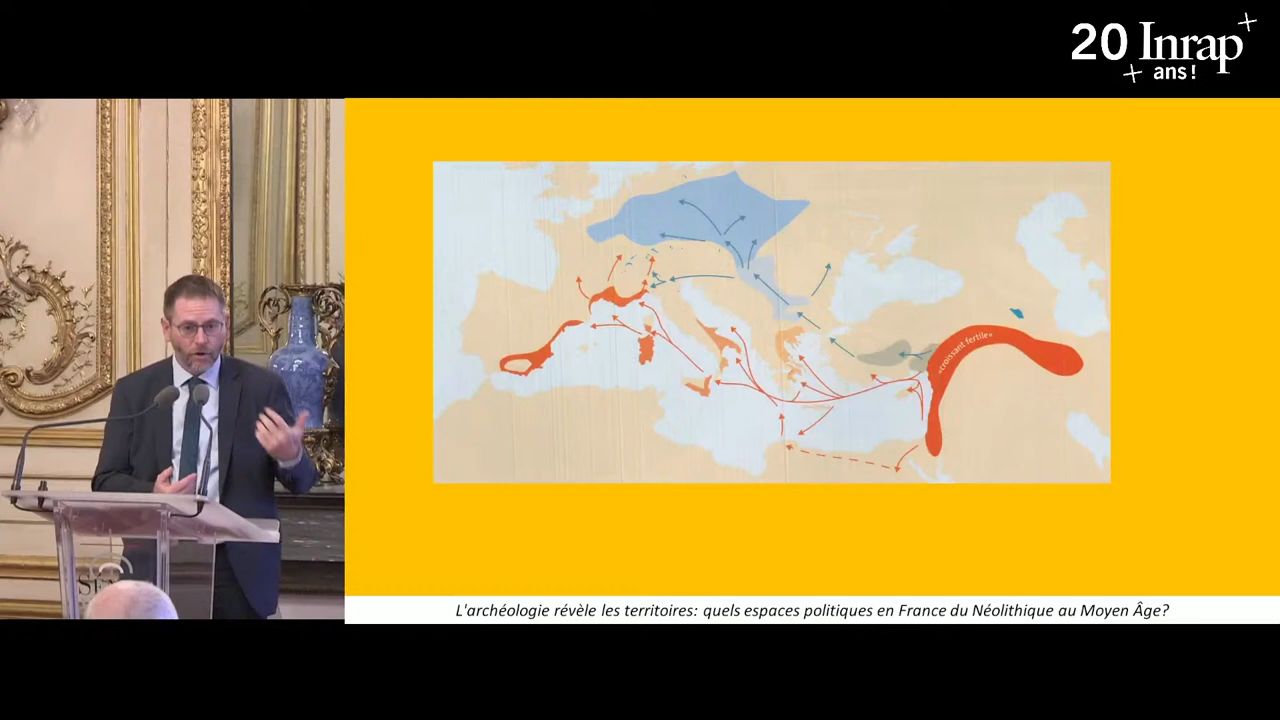 20 Inrap
ans !
«croissant fertile»
L'archéologie révèle les territoires: quels espaces politiques en France du Néolithique au Moyen Âge?